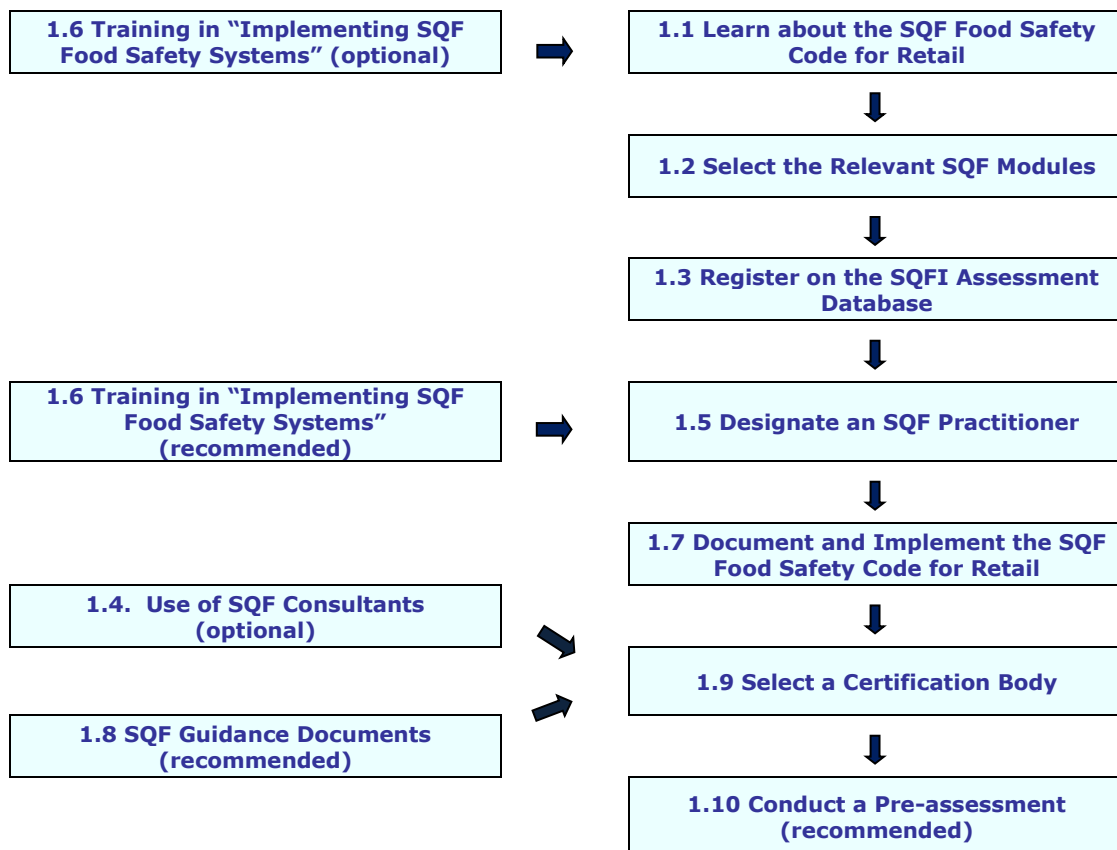 1.6 Training in “Implementing SQF
Food Safety Systems” (optional)
1.1 Learn about the SQF Food Safety
Code for Retail
1.2 Select the Relevant SQF Modules
1.3 Register on the SQFI Assessment
Database
1.6 Training in “Implementing SQF
Food Safety Systems”
(recommended)
1.5 Designate an SQF Practitioner
1.7 Document and Implement the SQF
Food Safety Code for Retail
1.4.  Use of SQF Consultants
(optional)
1.9 Select a Certification Body
1.8 SQF Guidance Documents
(recommended)
1.10 Conduct a Pre-assessment
(recommended)